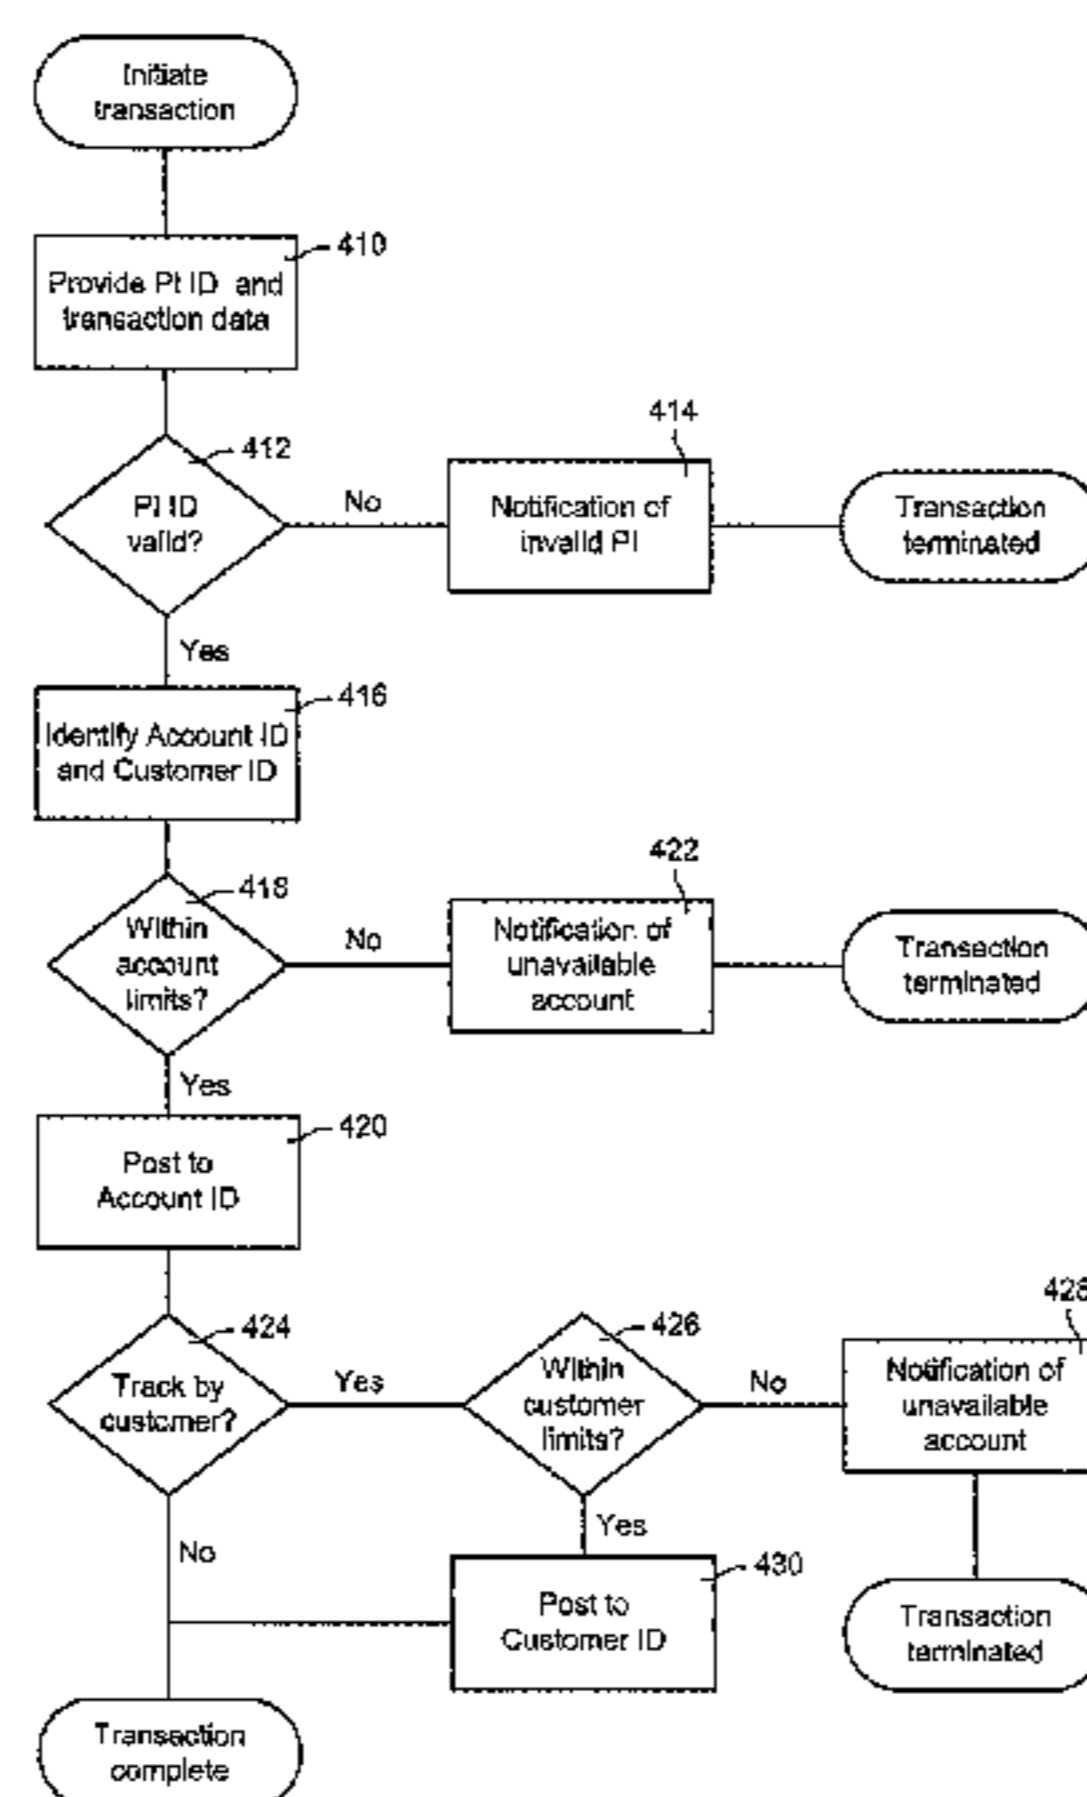 Initiate
transaction
410
Provide PI ID and
transaction data
412
PI ID
valid?
No
414
Notification of
invalid PI
Transaction
terminated
Yes
416
Identify Account ID
and Customer ID
418
Within
account
limits?
No
422
Notification of
unavailable
account
Transaction
terminated
Yes
420
Post to
Account ID
424
Track by
customer?
Yes
426
Within
customer
limits?
No
428
Notification of
unavailable
account
No
Yes
430
Post to
Customer ID
Transaction
terminated
Transaction
complete